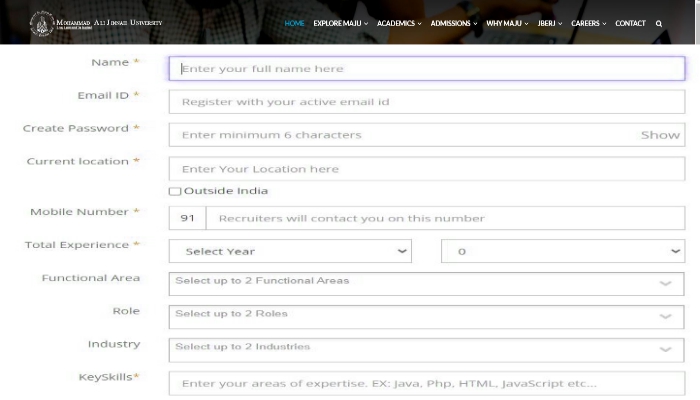 Mohammad Ali Jinnah University
HOME EXPLORE MAJU ACADEMICS ADMISSIONS WHY MAJU JBERJ CAREERS CONTACT
Name *
Enter your full name here
Email ID *
Register with your active email id
Create Password *
Enter minimum 6 characters Show
Current location *
Enter Your Location here
Outside India
Mobile Number *
91 Recruiters will contact you on this number
Total Experience *
Select Year 0
Functional Area
Select up to 2 Functional Areas
Role
Select up to 2 Roles
Industry
Select up to 2 Industries
KeySkills*
Enter your areas of expertise. EX: Java, Php, HTML, JavaScript etc...